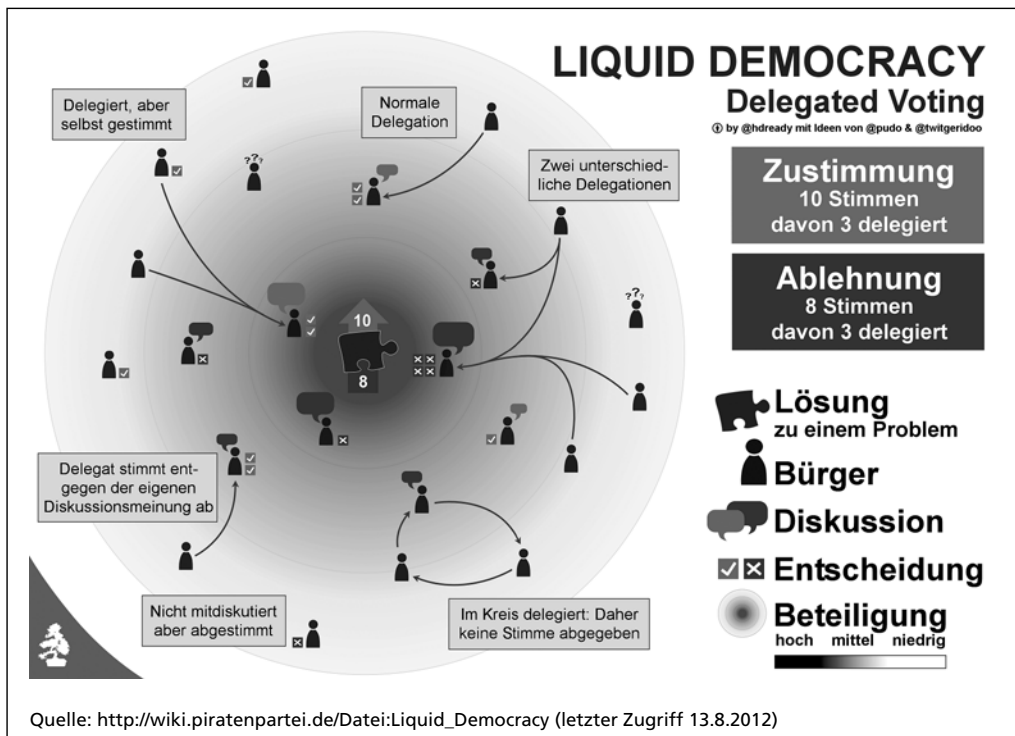 LIQUID DEMOCRACY
Delegated Voting
by @hdready mit Ideen von @pudo & @twitgeridoo
Delegiert, aber
selbst gestimmt
Normale
Delegation
Zwei unterschied-
liche Delegationen
Zustimmung
10 Stimmen
davon 3 delegiert
Ablehnung
8 Stimmen
davon 3 delegiert
???
???
10
8
Lösung
zu einem Problem
Bürger
Diskussion
Entscheidung
Beteiligung
hoch mittel niedrig
Delegat stimmt ent-
gegen der eigenen
Diskussionsmeinung ab
Nicht mitdiskutiert
aber abgestimmt
Im Kreis delegiert: Daher
keine Stimme abgegeben
Quelle: http://wiki.piratenpartei.de/Datei:Liquid_Democracy (letzter Zugriff 13.8.2012)